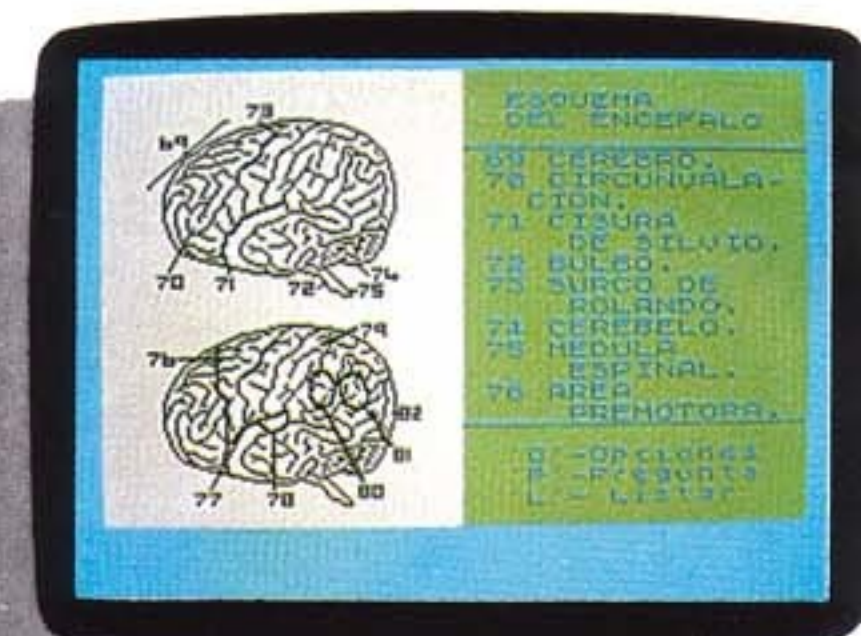 73
69
70
71
72
74
75
79
76
82
81
80
77
78
ESQUEMA
DEL ENCEFALO
69 CEREBRO.
70 CIRCUNVALA-
CION.
71 CISURA
DE SILVIO.
72 BULBO.
73 SURCO DE
ROLANDO.
74 CEREBELO.
75 MEDULA
ESPINAL.
76 AREA
PREMOTORA.
O -Opciones
P -Pregunta
L - Listar